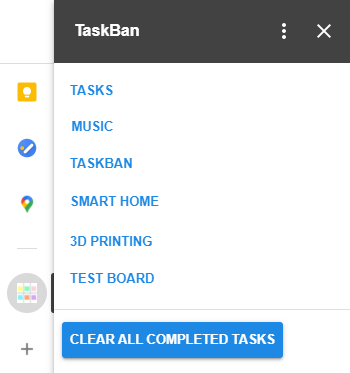 TaskBan
TASKS
MUSIC
TASKBAN
SMART HOME
3D PRINTING
TEST BOARD
CLEAR ALL COMPLETED TASKS